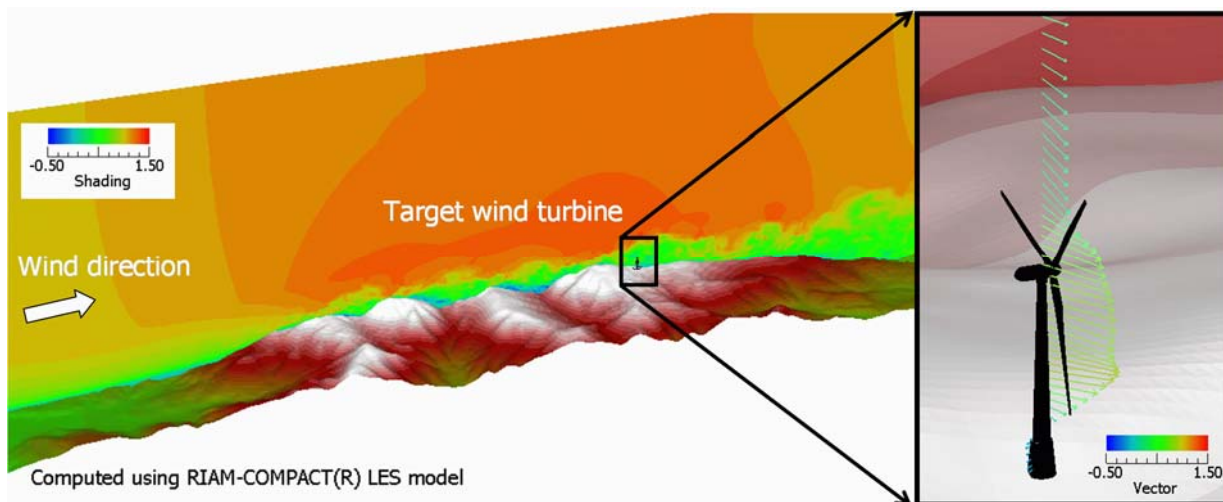 -0.50 1.50
Shading
Target wind turbine
Wind direction
Computed using RIAM-COMPACT(R) LES model
-0.50 1.50
Vector